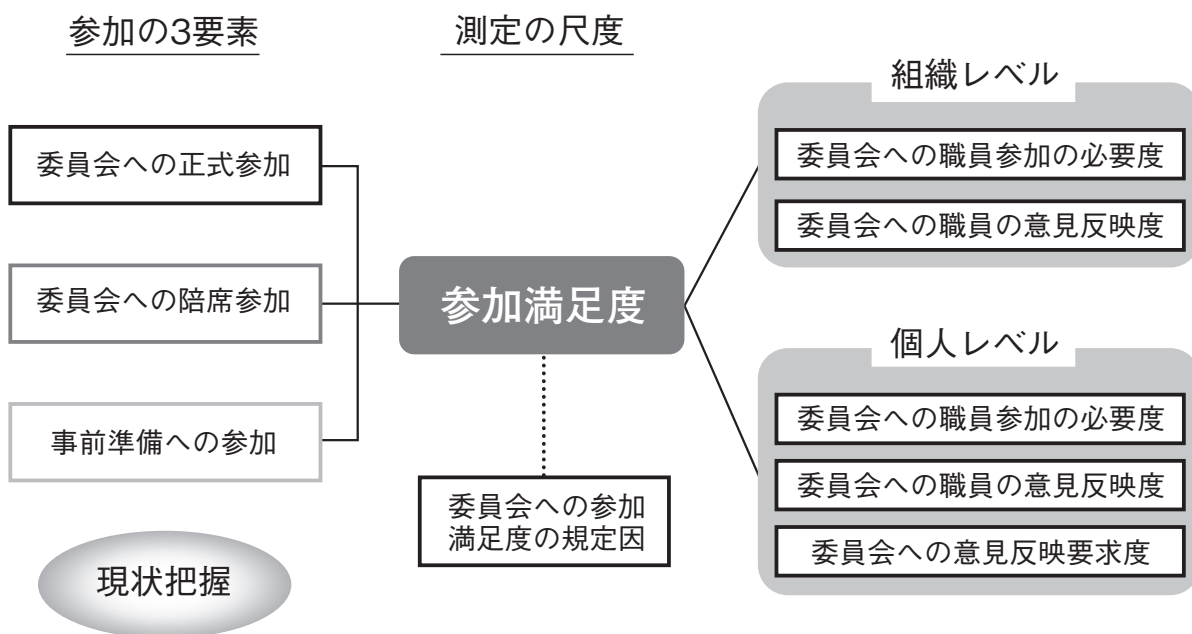 参加の3要素
測定の尺度
組織レベル
委員会への正式参加
委員会への職員参加の必要度
委員会への職員の意見反映度
委員会への陪席参加
参加満足度
個人レベル
事前準備への参加
委員会への職員参加の必要度
委員会への職員の意見反映度
委員会への意見反映要求度
委員会への参加
満足度の規定因
現状把握